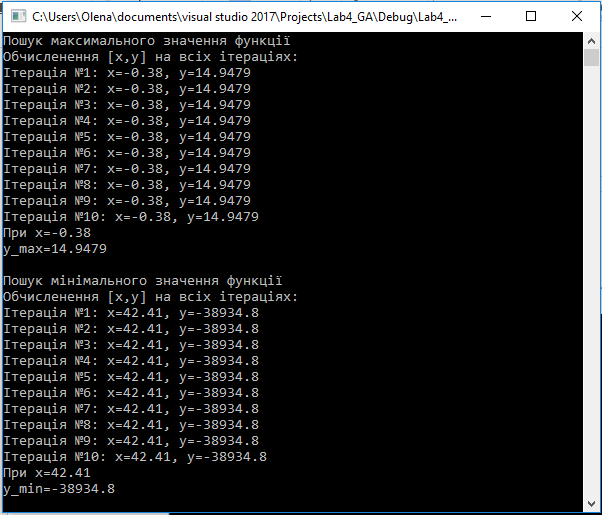 C:\Users\Olena\documents\visual studio 2017\Projects\Lab4_GA\Debug\Lab4_...
Пошук максимального значення функції
Обчисленення [x,y] на всіх ітераціях:
Ітерація №1: x=-0.38, y=14.9479
Ітерація №2: x=-0.38, y=14.9479
Ітерація №3: x=-0.38, y=14.9479
Ітерація №4: x=-0.38, y=14.9479
Ітерація №5: x=-0.38, y=14.9479
Ітерація №6: x=-0.38, y=14.9479
Ітерація №7: x=-0.38, y=14.9479
Ітерація №8: x=-0.38, y=14.9479
Ітерація №9: x=-0.38, y=14.9479
Ітерація №10: x=-0.38, y=14.9479
При x=-0.38
y_max=14.9479
Пошук мінімального значення функції
Обчисленення [x,y] на всіх ітераціях:
Ітерація №1: x=42.41, y=-38934.8
Ітерація №2: x=42.41, y=-38934.8
Ітерація №3: x=42.41, y=-38934.8
Ітерація №4: x=42.41, y=-38934.8
Ітерація №5: x=42.41, y=-38934.8
Ітерація №6: x=42.41, y=-38934.8
Ітерація №7: x=42.41, y=-38934.8
Ітерація №8: x=42.41, y=-38934.8
Ітерація №9: x=42.41, y=-38934.8
Ітерація №10: x=42.41, y=-38934.8
При x=42.41
y_min=-38934.8